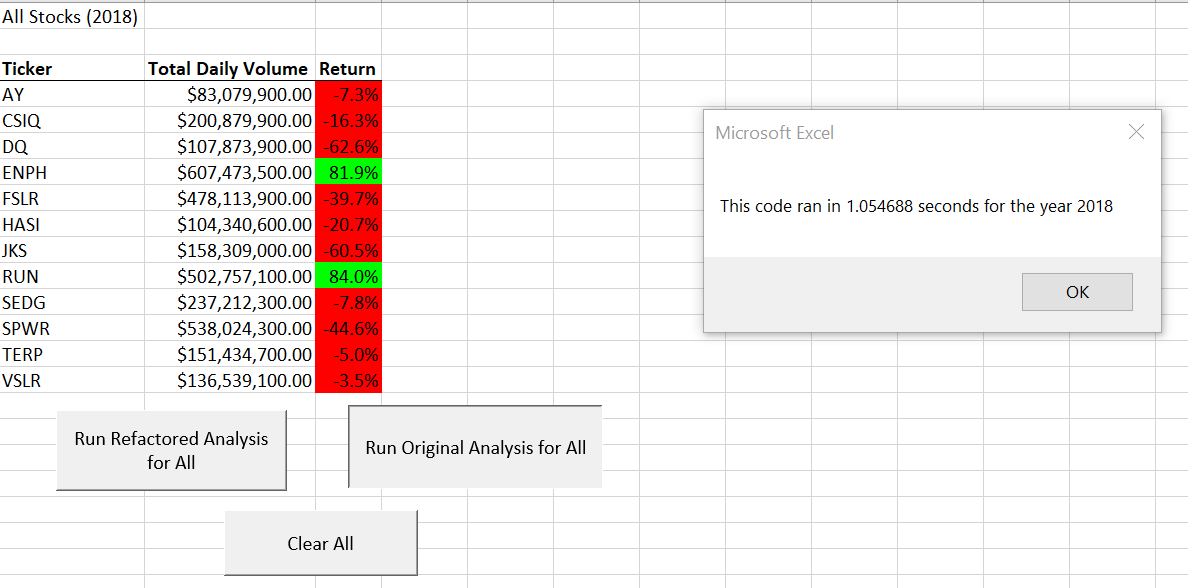 All Stocks (2018)
Ticker Total Daily Volume Return
AY $83,079,900.00 -7.3%
CSIQ $200,879,900.00 -16.3%
DQ $107,873,900.00 -62.6%
ENPH $607,473,500.00 81.9%
FSLR $478,113,900.00 -39.7%
HASI $104,340,600.00 -20.7%
JKS $158,309,000.00 -60.5%
RUN $502,757,100.00 84.0%
SEDG $237,212,300.00 -7.8%
SPWR $538,024,300.00 -44.6%
TERP $151,434,700.00 -5.0%
VSLR $136,539,100.00 -3.5%
Microsoft Excel
This code ran in 1.054688 seconds for the year 2018
OK
Run Refactored Analysis
for All
Run Original Analysis for All
Clear All